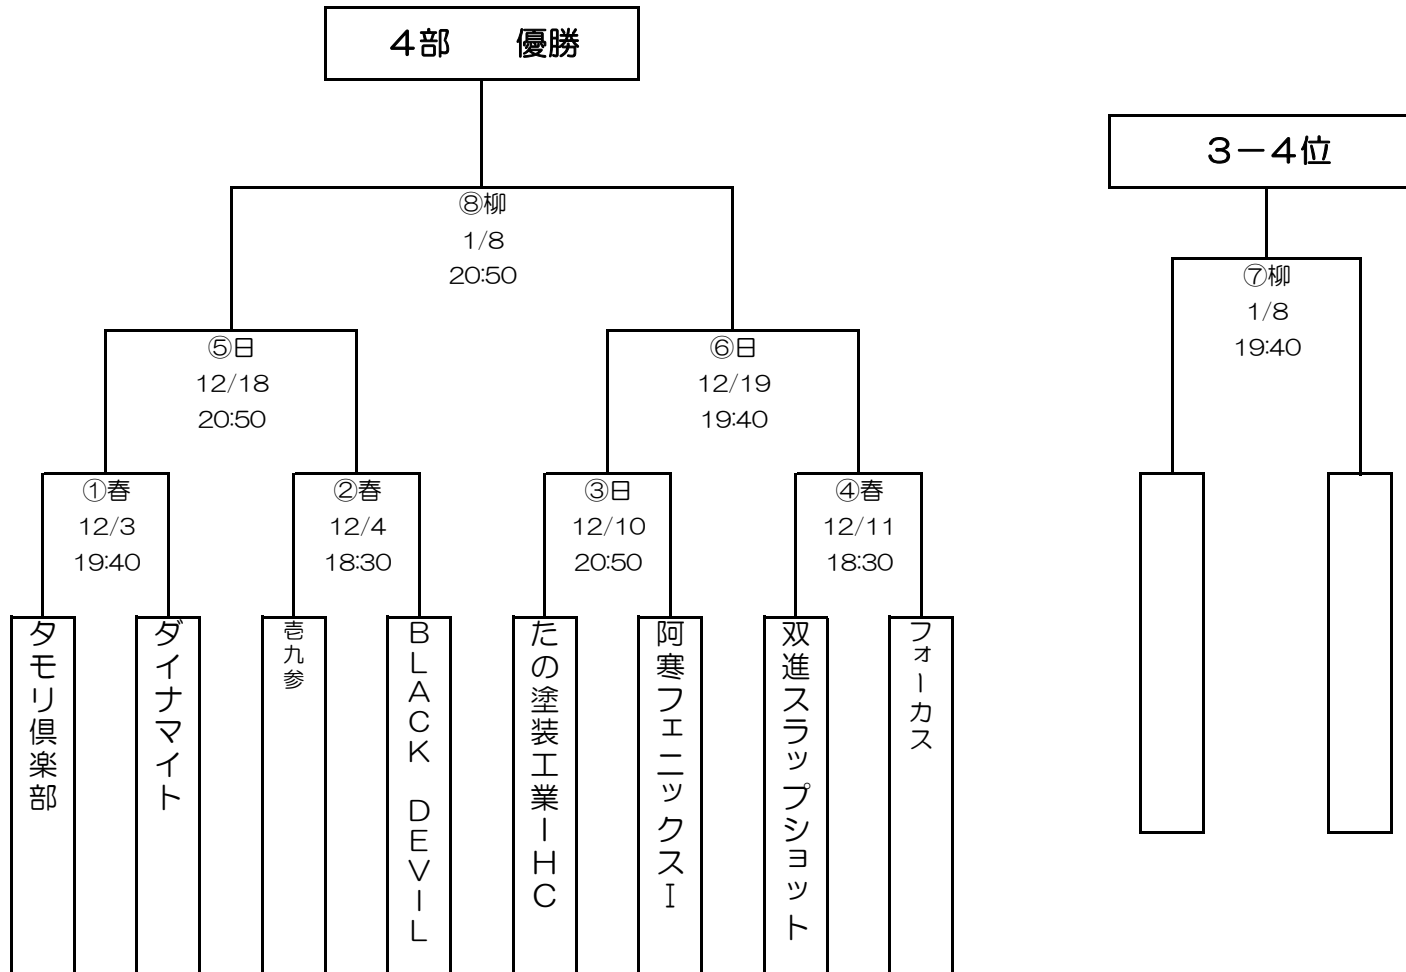 ４部　　優勝
３－４位
⑧柳
1/8
20:50
⑦柳
1/8
19:40
⑤日
12/18
20:50
⑥日
12/19
19:40
①春
12/3
19:40
②春
12/4
18:30
③日
12/10
20:50
④春
12/11
18:30
タモリ倶楽部
ダイナマイト
壱九参
ＢＬＡＣＫ　ＤＥＶＩＬ
たの塗装工業ＩＨＣ
阿寒フェニックスⅠ
双進スラップショット
フォーカス